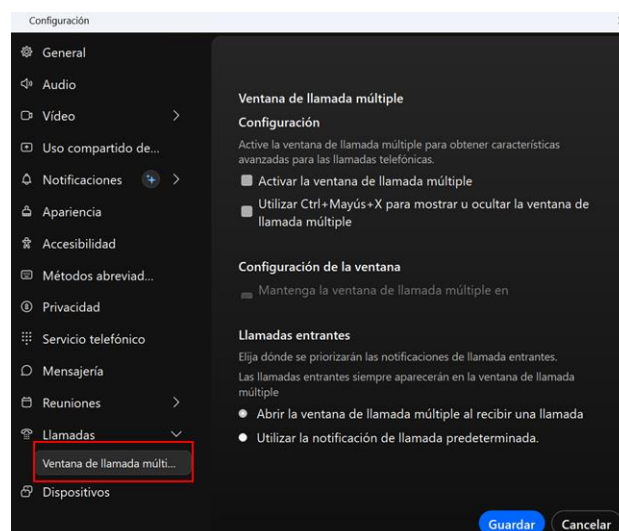 Configuración
General
Audio
Vídeo
Uso compartido de...
Notificaciones
Apariencia
Accesibilidad
Métodos abreviad...
Privacidad
Servicio telefónico
Mensajería
Reuniones
Llamadas
Ventana de llamada múlti...
Dispositivos
Ventana de llamada múltiple
Configuración
Active la ventana de llamada múltiple para obtener características
avanzadas para las llamadas telefónicas.
Activar la ventana de llamada múltiple
Utilizar Ctrl+Mayús+X para mostrar u ocultar la ventana de
llamada múltiple
Configuración de la ventana
Mantenga la ventana de llamada múltiple en
Llamadas entrantes
Elija dónde se priorizarán las notificaciones de llamada entrantes.
Las llamadas entrantes siempre aparecerán en la ventana de llamada
múltiple
Abrir la ventana de llamada múltiple al recibir una llamada
Utilizar la notificación de llamada predeterminada.
Guardar
Cancelar